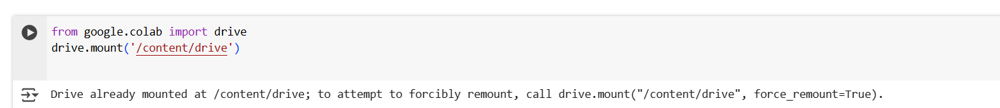 from google.colab import drive
drive.mount('/content/drive')
Drive already mounted at /content/drive; to attempt to forcibly remount, call drive.mount("/content/drive", force_remount=True).